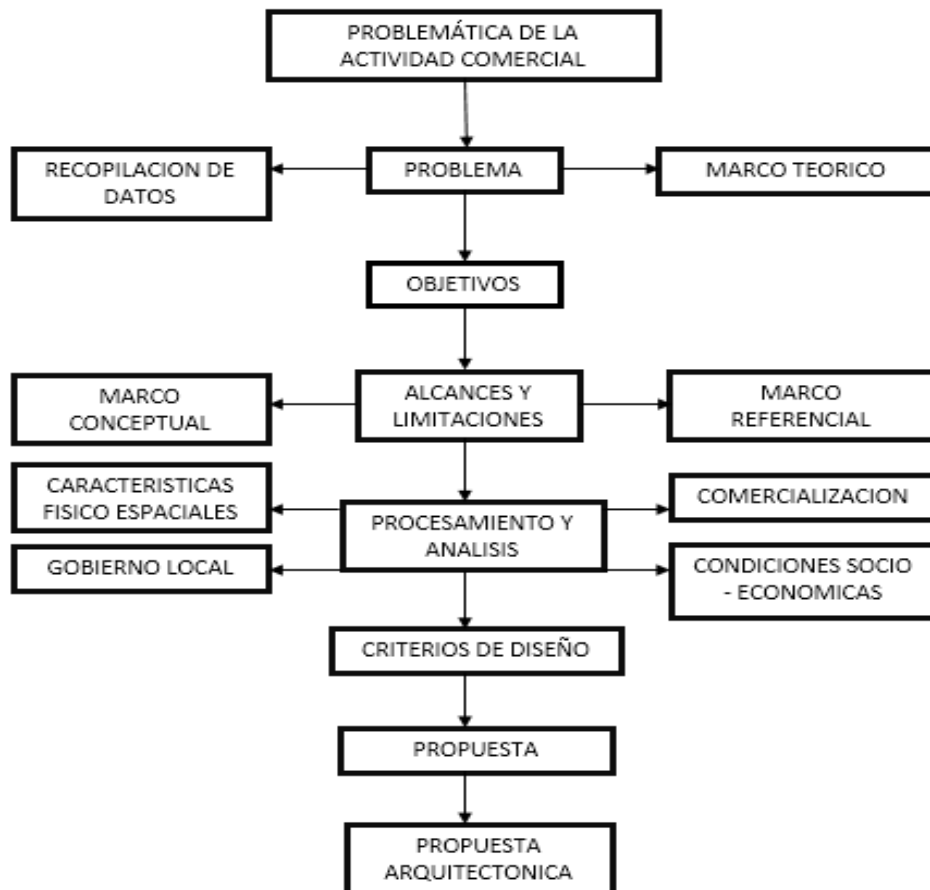 PROBLEMÁTICA DE LA
ACTIVIDAD COMERCIAL
RECOPILACION DE
DATOS
PROBLEMA
MARCO TEORICO
OBJETIVOS
MARCO
CONCEPTUAL
ALCANCES Y
LIMITACIONES
MARCO
REFERENCIAL
CARACTERISTICAS
FISICO ESPACIALES
GOBIERNO LOCAL
PROCESAMIENTO Y
ANALISIS
COMERCIALIZACION
CONDICIONES SOCIO
- ECONOMICAS
CRITERIOS DE DISEÑO
PROPUESTA
PROPUESTA
ARQUITECTONICA